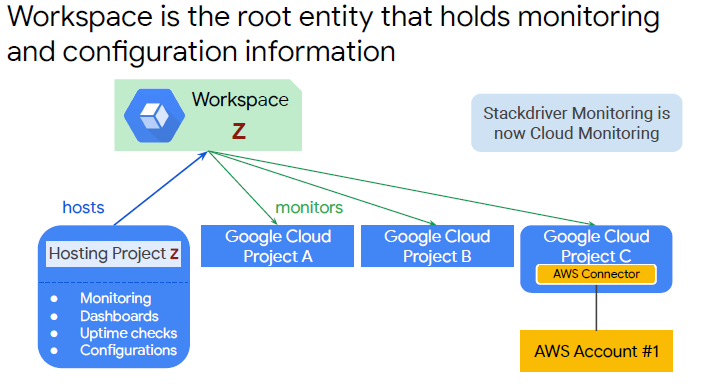 Workspace is the root entity that holds monitoring
and configuration information
Workspace
Z
Stackdriver Monitoring is
now Cloud Monitoring
hosts
monitors
Hosting Project Z
Monitoring
Dashboards
Uptime checks
Configurations
Google Cloud
Project A
Google Cloud
Project B
Google Cloud
Project C
AWS Connector
AWS Account #1